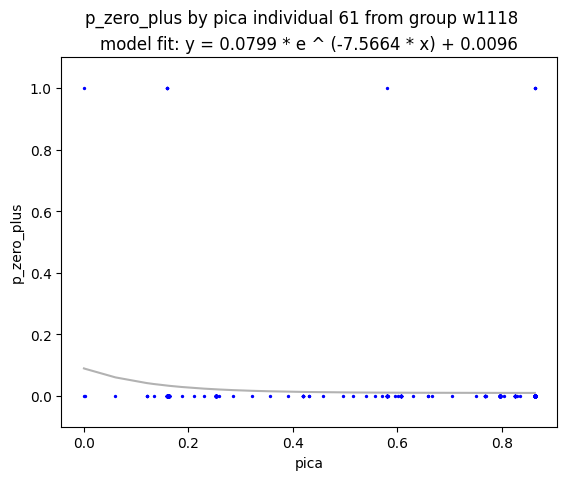 p_zero_plus by pica individual 61 from group w1118
model fit: y = 0.0799 * e ^ (-7.5664 * x) + 0.0096
1.0
0.8
0.6
0.4
0.2
0.0
p_zero_plus
0.0 0.2 0.4 0.6 0.8
pica